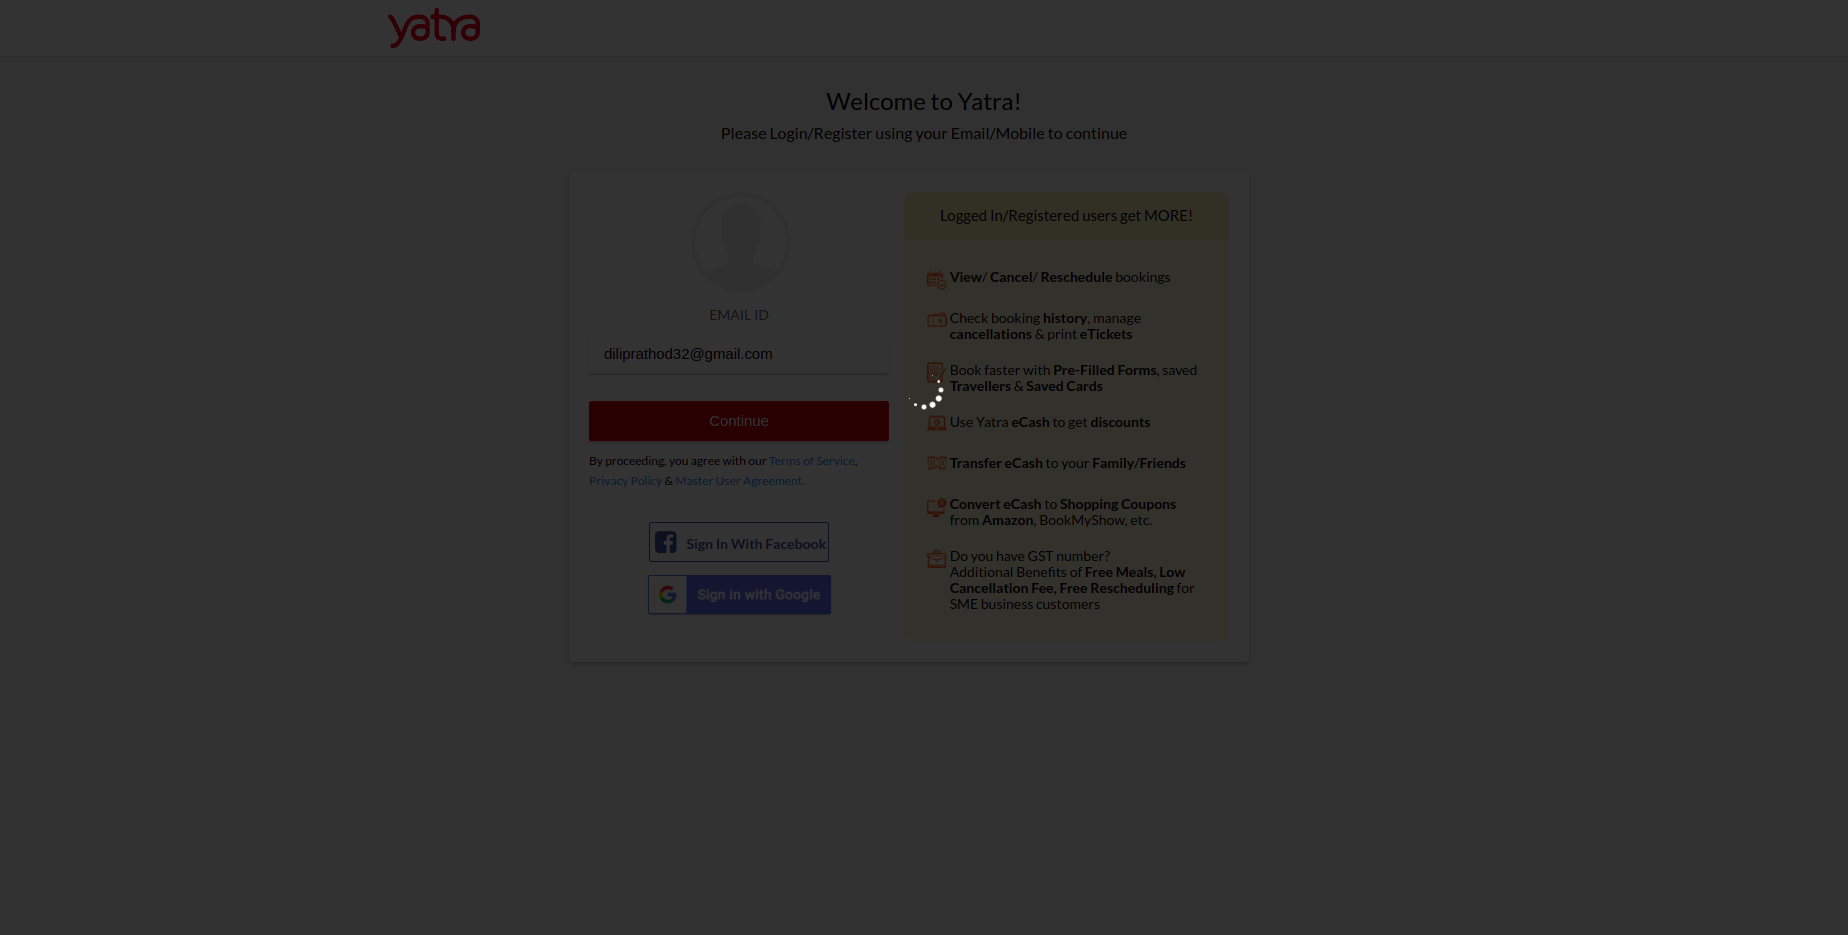 yatra
Welcome to Yatra!
Please Login/Register using your Email/Mobile to continue
EMAIL ID
diliprathod32@gmail.com
Continue
By proceeding, you agree with our Terms of Service,
Privacy Policy & Master User Agreement.
Sign In With Facebook
Sign in with Google
Logged In/Registered users get MORE!
View/ Cancel/ Reschedule bookings
Check booking history, manage
cancellations & print eTickets
Book faster with Pre-Filled Forms, saved
Travellers & Saved Cards
Use Yatra eCash to get discounts
Transfer eCash to your Family/Friends
Convert eCash to Shopping Coupons
from Amazon, BookMyShow, etc.
Do you have GST number?
Additional Benefits of Free Meals, Low
Cancellation Fee, Free Rescheduling for
SME business customers